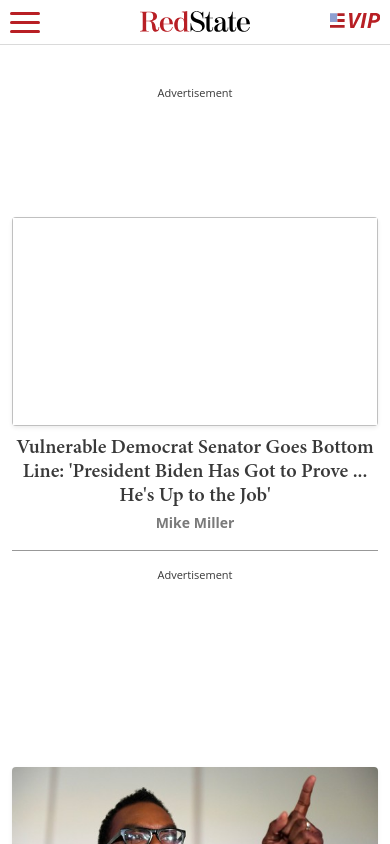 RedState
VIP
Advertisement
Vulnerable Democrat Senator Goes Bottom
Line: 'President Biden Has Got to Prove ...
He's Up to the Job'
Mike Miller
Advertisement